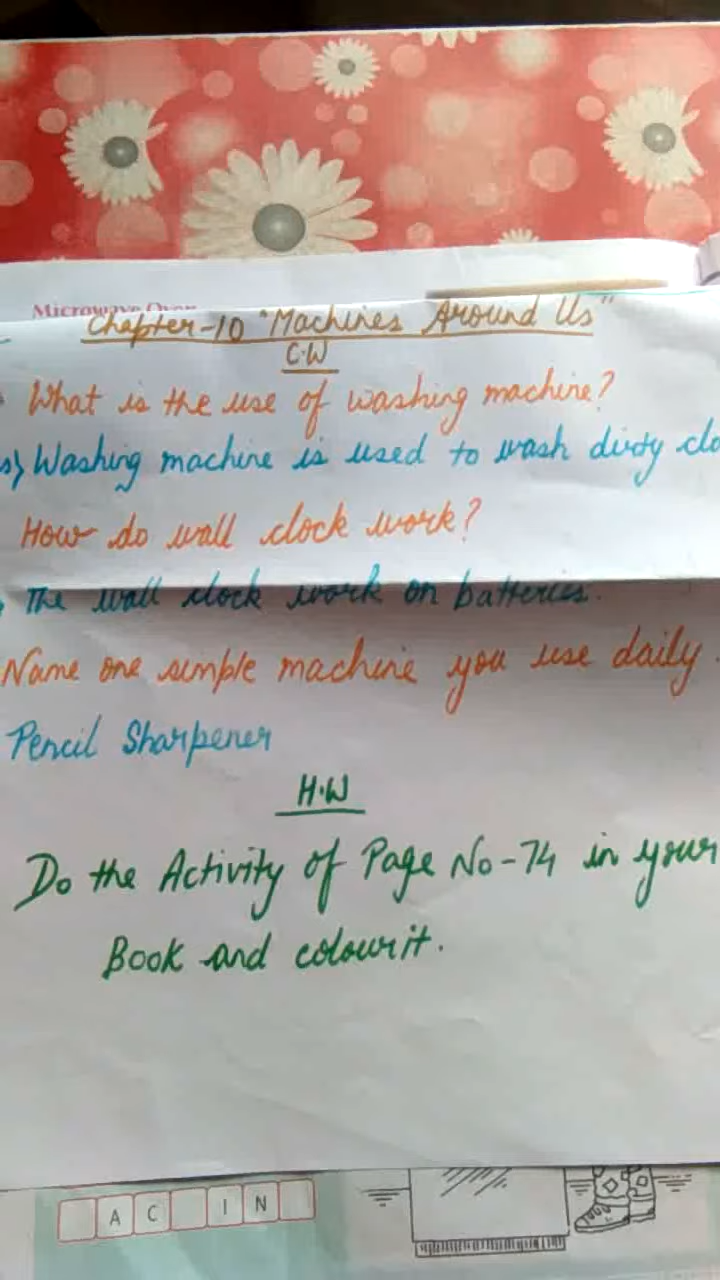 Microwave Oven
Chapter-10 "Machines Around Us"
C.W
What is the use of washing machine?
s) Washing machine is used to wash dirty clo
How do wall clock work?
The wall clock work on batteries.
Name one simple machine you use daily.
Pencil Sharpener
H.W
Do the Activity of Page No-74 in your
Book and colour it.
A C I N